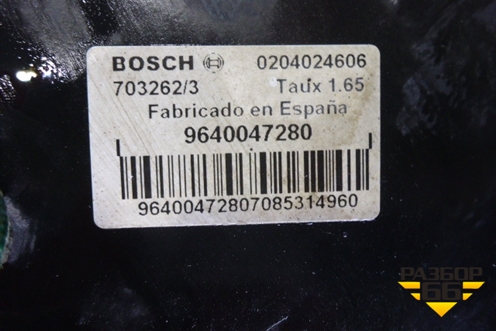 BOSCH 0204024606
703262/3 Taux 1.65
Fabricado en España
9640047280
96400472807085314960
РАЗБОР
66